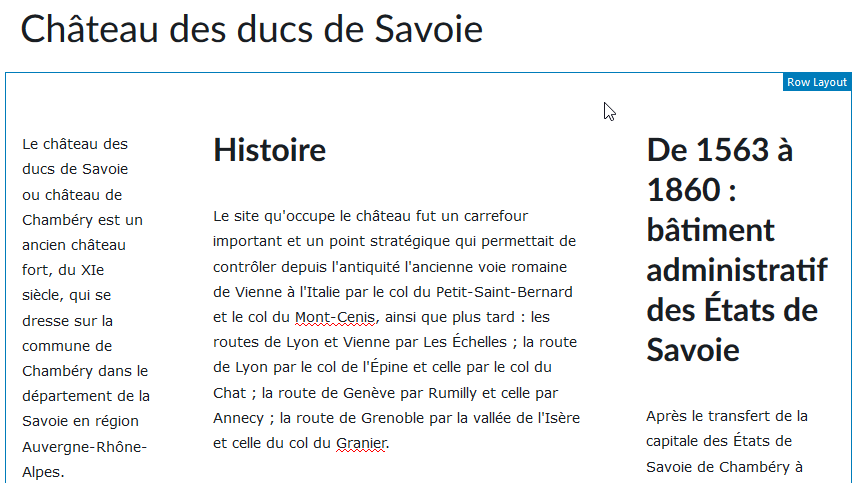 Château des ducs de Savoie
Row Layout
Le château des
ducs de Savoie
ou château de
Chambéry est un
ancien château
fort, du XIe
siècle, qui se
dresse sur la
commune de
Chambéry dans le
département de la
Savoie en région
Auvergne-Rhône-
Alpes.
Histoire
Le site qu'occupe le château fut un carrefour
important et un point stratégique qui permettait de
contrôler depuis l'antiquité l'ancienne voie romaine
de Vienne à l'Italie par le col du Petit-Saint-Bernard
et le col du Mont-Cenis, ainsi que plus tard : les
routes de Lyon et Vienne par Les Échelles ; la route
de Lyon par le col de l'Épine et celle par le col du
Chat ; la route de Genève par Rumilly et celle par
Annecy ; la route de Grenoble par la vallée de l'Isère
et celle du col du Granier.
De 1563 à
1860 :
bâtiment
administratif
des États de
Savoie
Après le transfert de la
capitale des États de
Savoie de Chambéry à